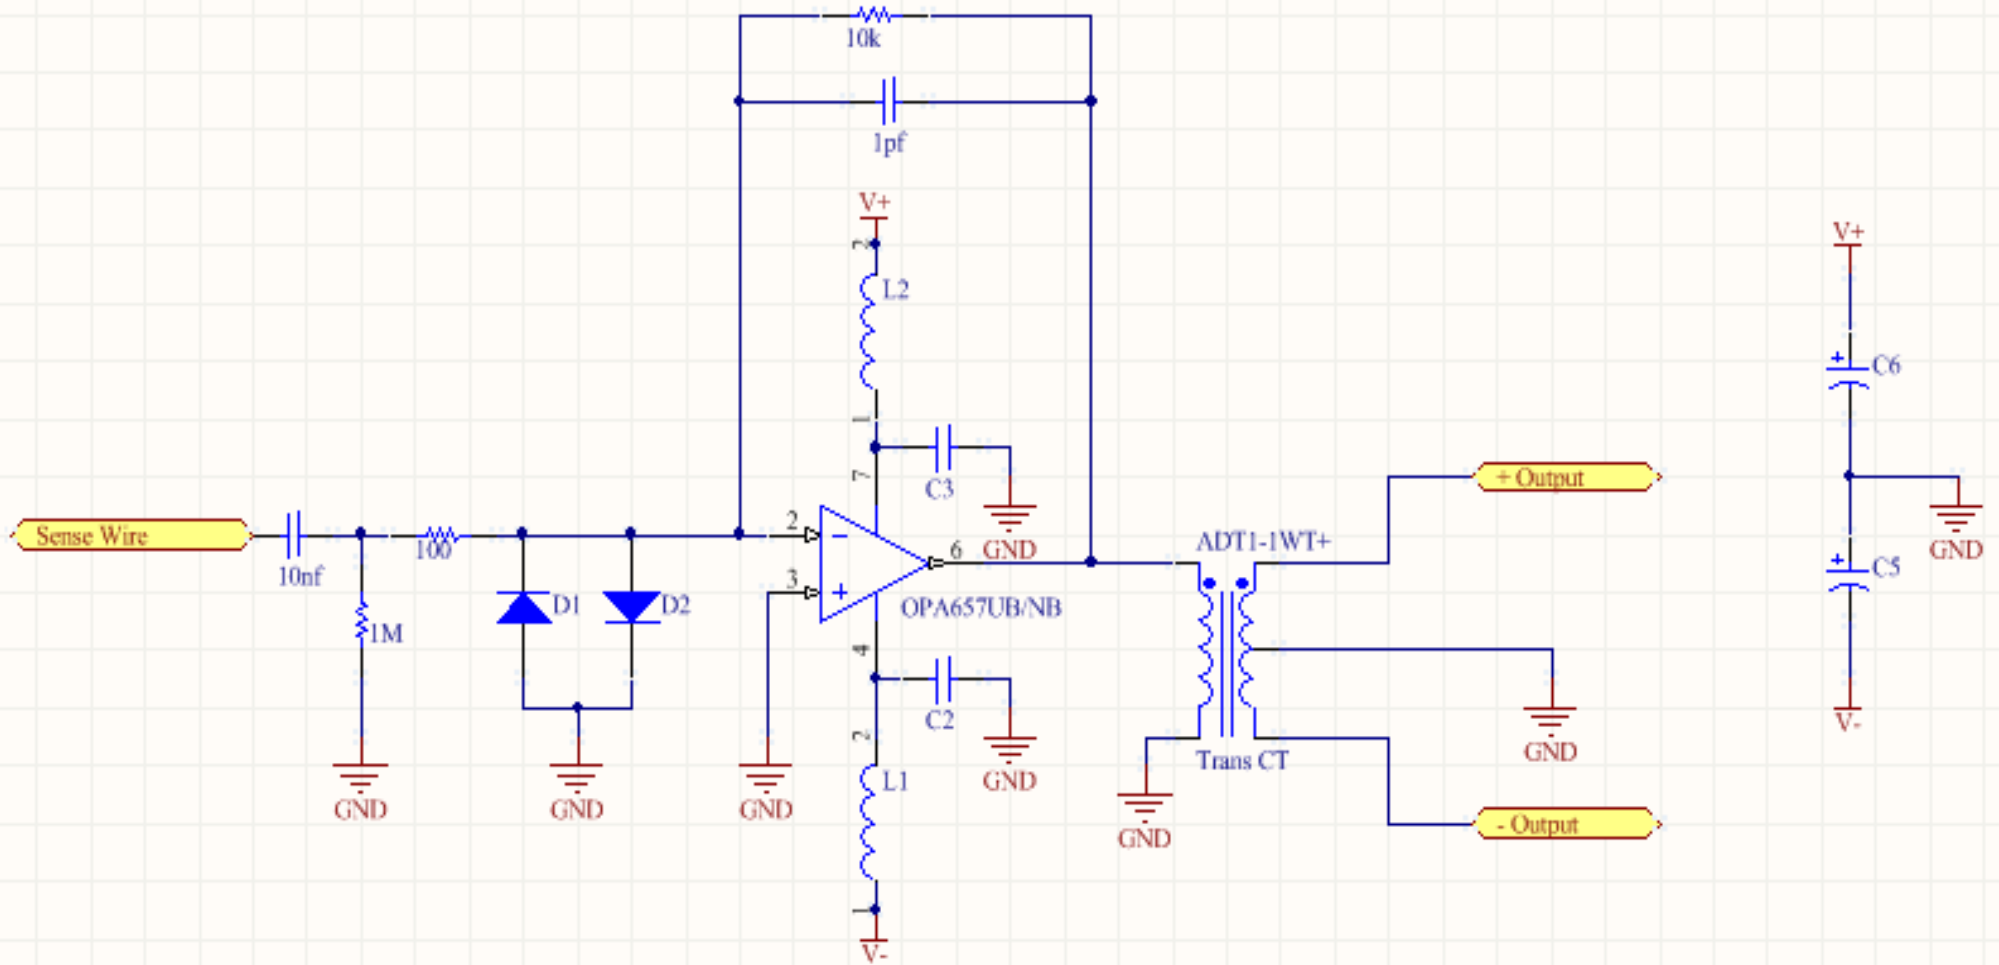 10k
1pf
V+
2
L2
1
7
C3
GND
Sense Wire
10nf
100
1M
GND
D1
D2
GND
2
3
-
+
6
OPA657UB/NB
GND
4
C2
GND
2
L1
1
V-
ADT1-1WT+
Trans CT
GND
+ Output
GND
- Output
V+
+
C6
GND
+
C5
V-